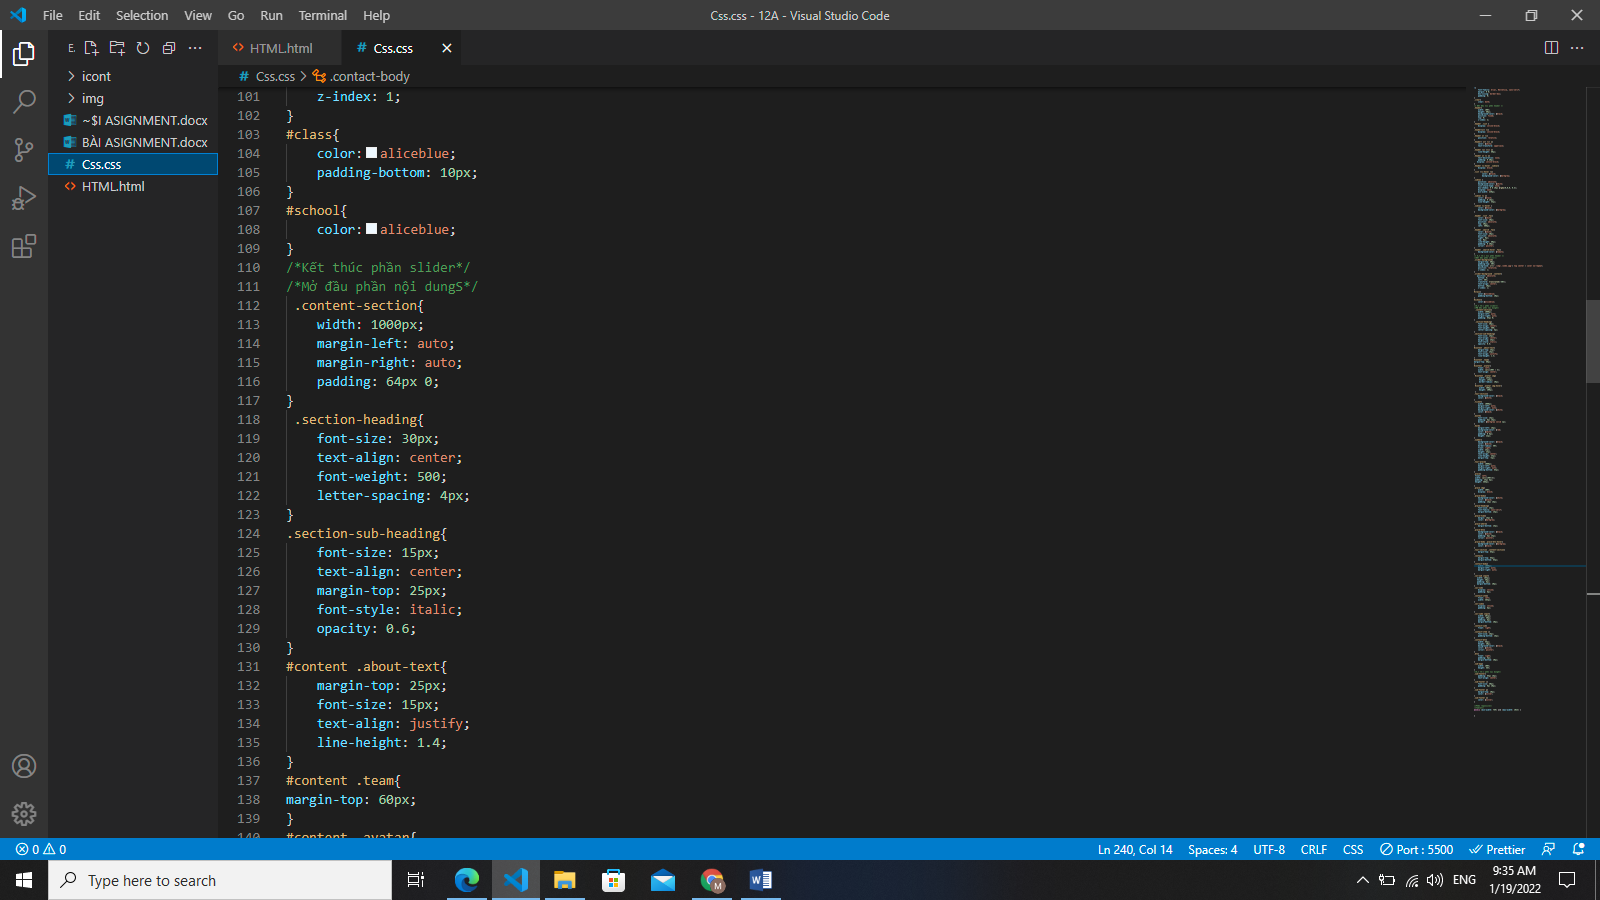 File Edit Selection View Go Run Terminal Help
Css.css - 12A - Visual Studio Code
E.
HTML.html
Css.css
Css.css > .contact-body
icont
img
~$I ASIGNMENT.docx
BÀI ASIGNMENT.docx
Css.css
HTML.html
101 z-index: 1;
102 }
103 #class{
104 color: aliceblue;
105 padding-bottom: 10px;
106 }
107 #school{
108 color: aliceblue;
109 }
110 /*Kết thúc phần slider*/
111 /*Mở đầu phần nội dungS*/
112 .content-section{
113 width: 1000px;
114 margin-left: auto;
115 margin-right: auto;
116 padding: 64px 0;
117 }
118 .section-heading{
119 font-size: 30px;
120 text-align: center;
121 font-weight: 500;
122 letter-spacing: 4px;
123 }
124 .section-sub-heading{
125 font-size: 15px;
126 text-align: center;
127 margin-top: 25px;
128 font-style: italic;
129 opacity: 0.6;
130 }
131 #content .about-text{
132 margin-top: 25px;
133 font-size: 15px;
134 text-align: justify;
135 line-height: 1.4;
136 }
137 #content .team{
138 margin-top: 60px;
139 }
140 #content .avatan{
0 0
Ln 240, Col 14 Spaces: 4 UTF-8 CRLF CSS Port : 5500 Prettier
Type here to search
M
ENG
9:35 AM
1/19/2022